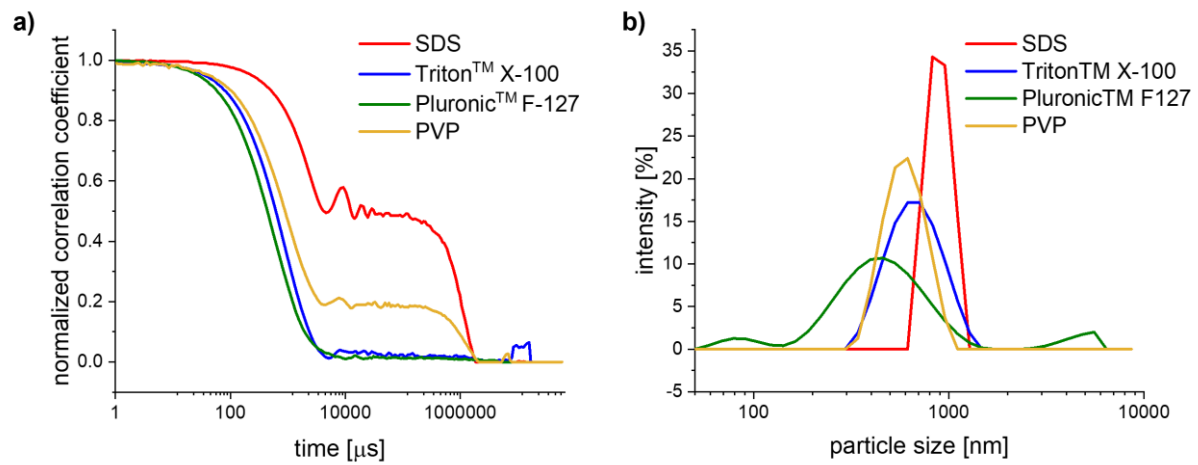 a)
SDS
Triton™ X-100
Pluronic™ F-127
PVP
normalized correlation coefficient
1.0
0.8
0.6
0.4
0.2
0.0
1
100
10000
1000000
time [μs]
b)
SDS
TritonTM X-100
PluronicTM F127
PVP
intensity [%]
35
30
25
20
15
10
5
0
-5
100
1000
10000
particle size [nm]